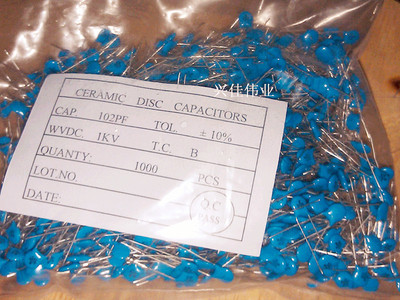 兴佳伟业
CERAMIC DISC CAPACITORS
CAP. 102PF TOL. ± 10%
WVDC. 1KV T.C. B
QUANTY: 1000 PCS
LOT.NO.
DATE:
QC
PASS